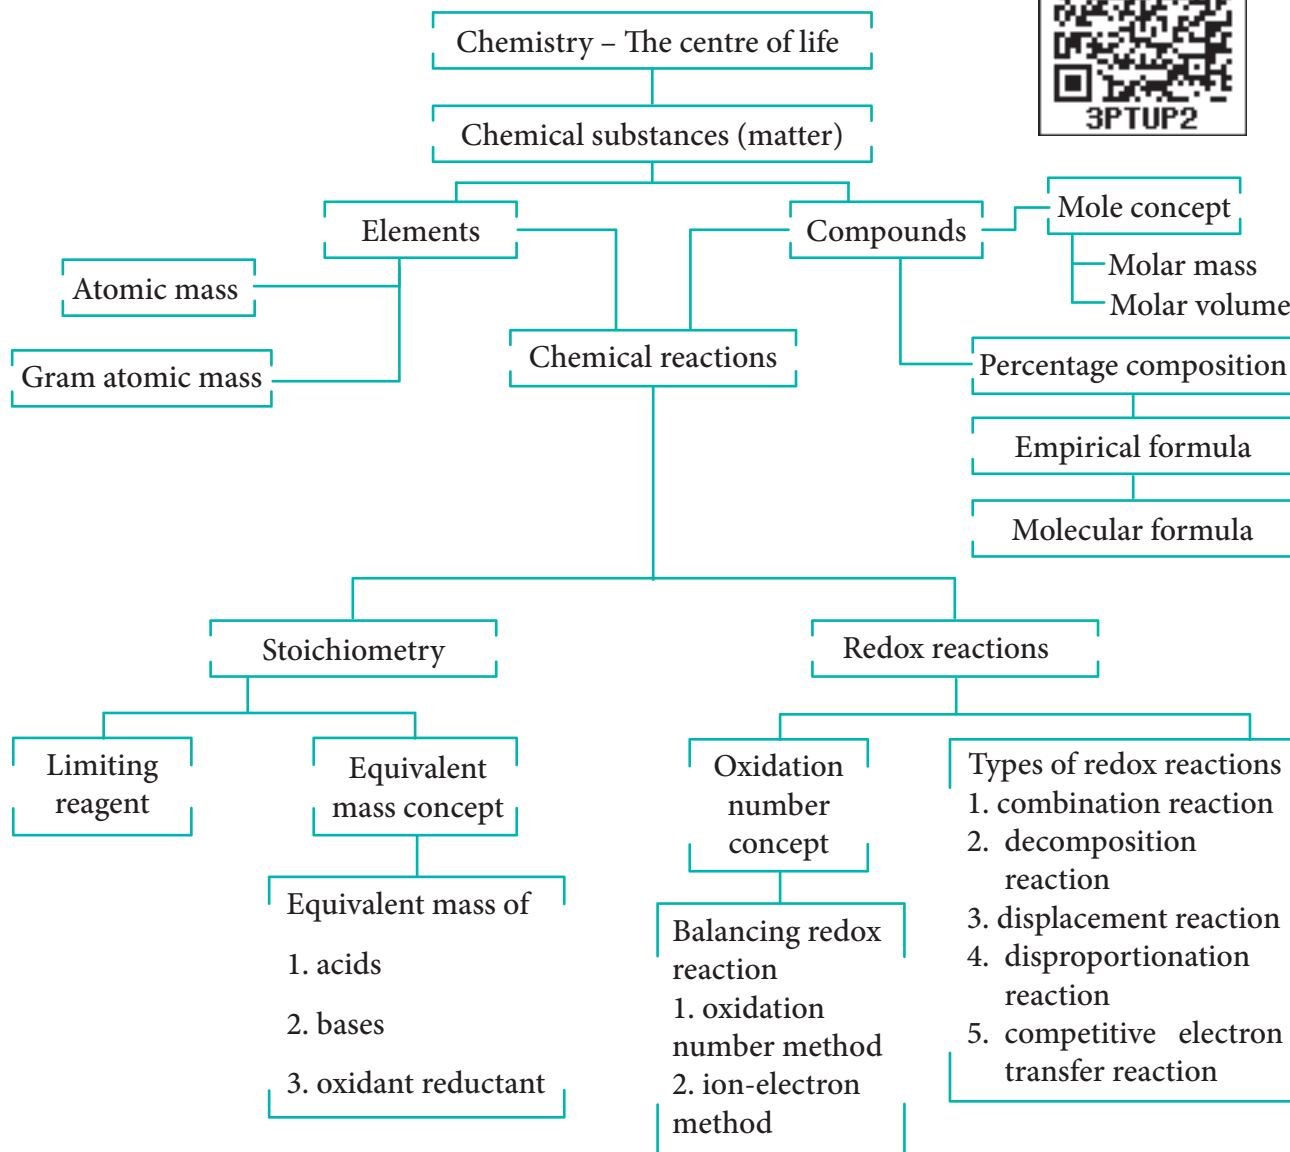 3PTUP2
Chemistry – The centre of life
Chemical substances (matter)
Elements
Compounds
Mole concept
Molar mass
Molar volume
Atomic mass
Gram atomic mass
Chemical reactions
Percentage composition
Empirical formula
Molecular formula
Stoichiometry
Redox reactions
Limiting
reagent
Equivalent
mass concept
Equivalent mass of
1. acids
2. bases
3. oxidant reductant
Oxidation
number
concept
Balancing redox
reaction
1. oxidation
number method
2. ion-electron
method
Types of redox reactions
1. combination reaction
2. decomposition
reaction
3. displacement reaction
4. disproportionation
reaction
5. competitive electron
transfer reaction